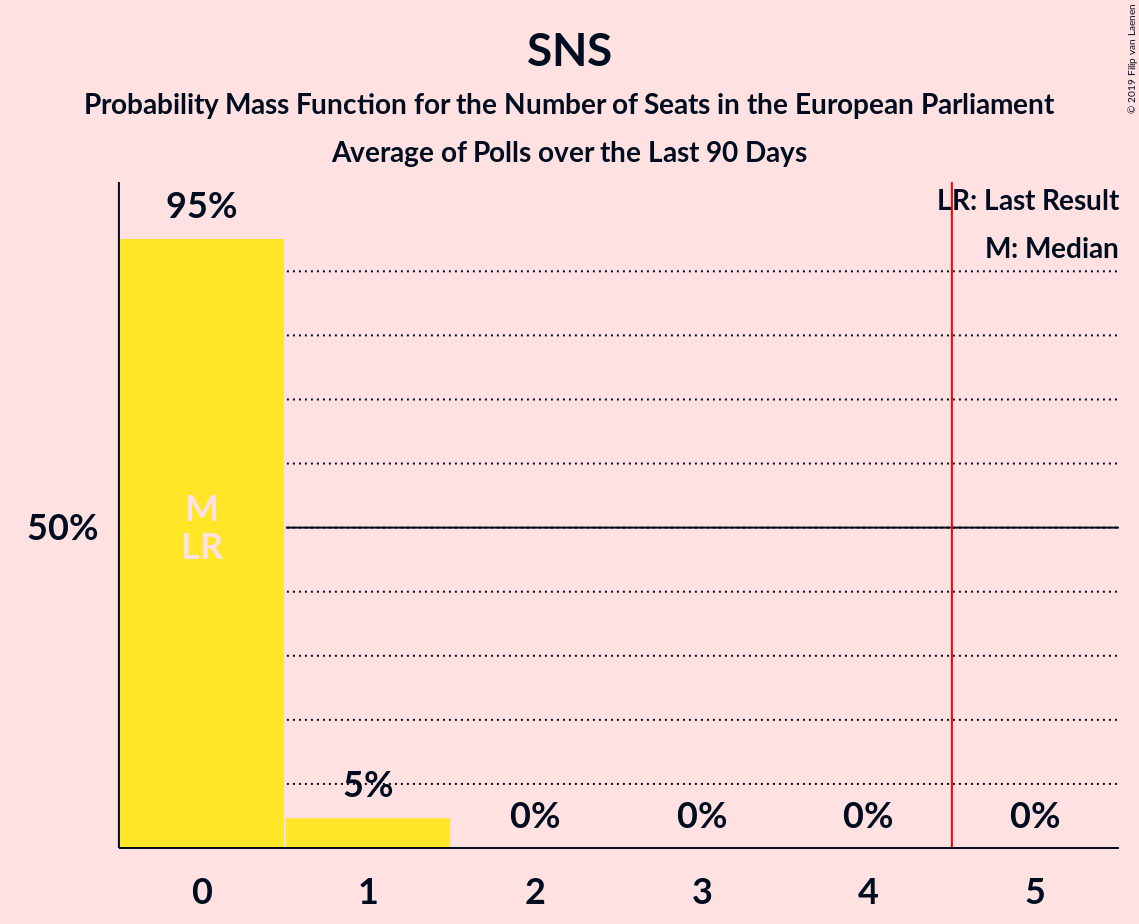 SNS
Probability Mass Function for the Number of Seats in the European Parliament
Average of Polls over the Last 90 Days
© 2019 Filip van Laenen
LR: Last Result
M: Median
95%
M
LR
50%
5%
0%
0%
0%
0%
0
1
2
3
4
5